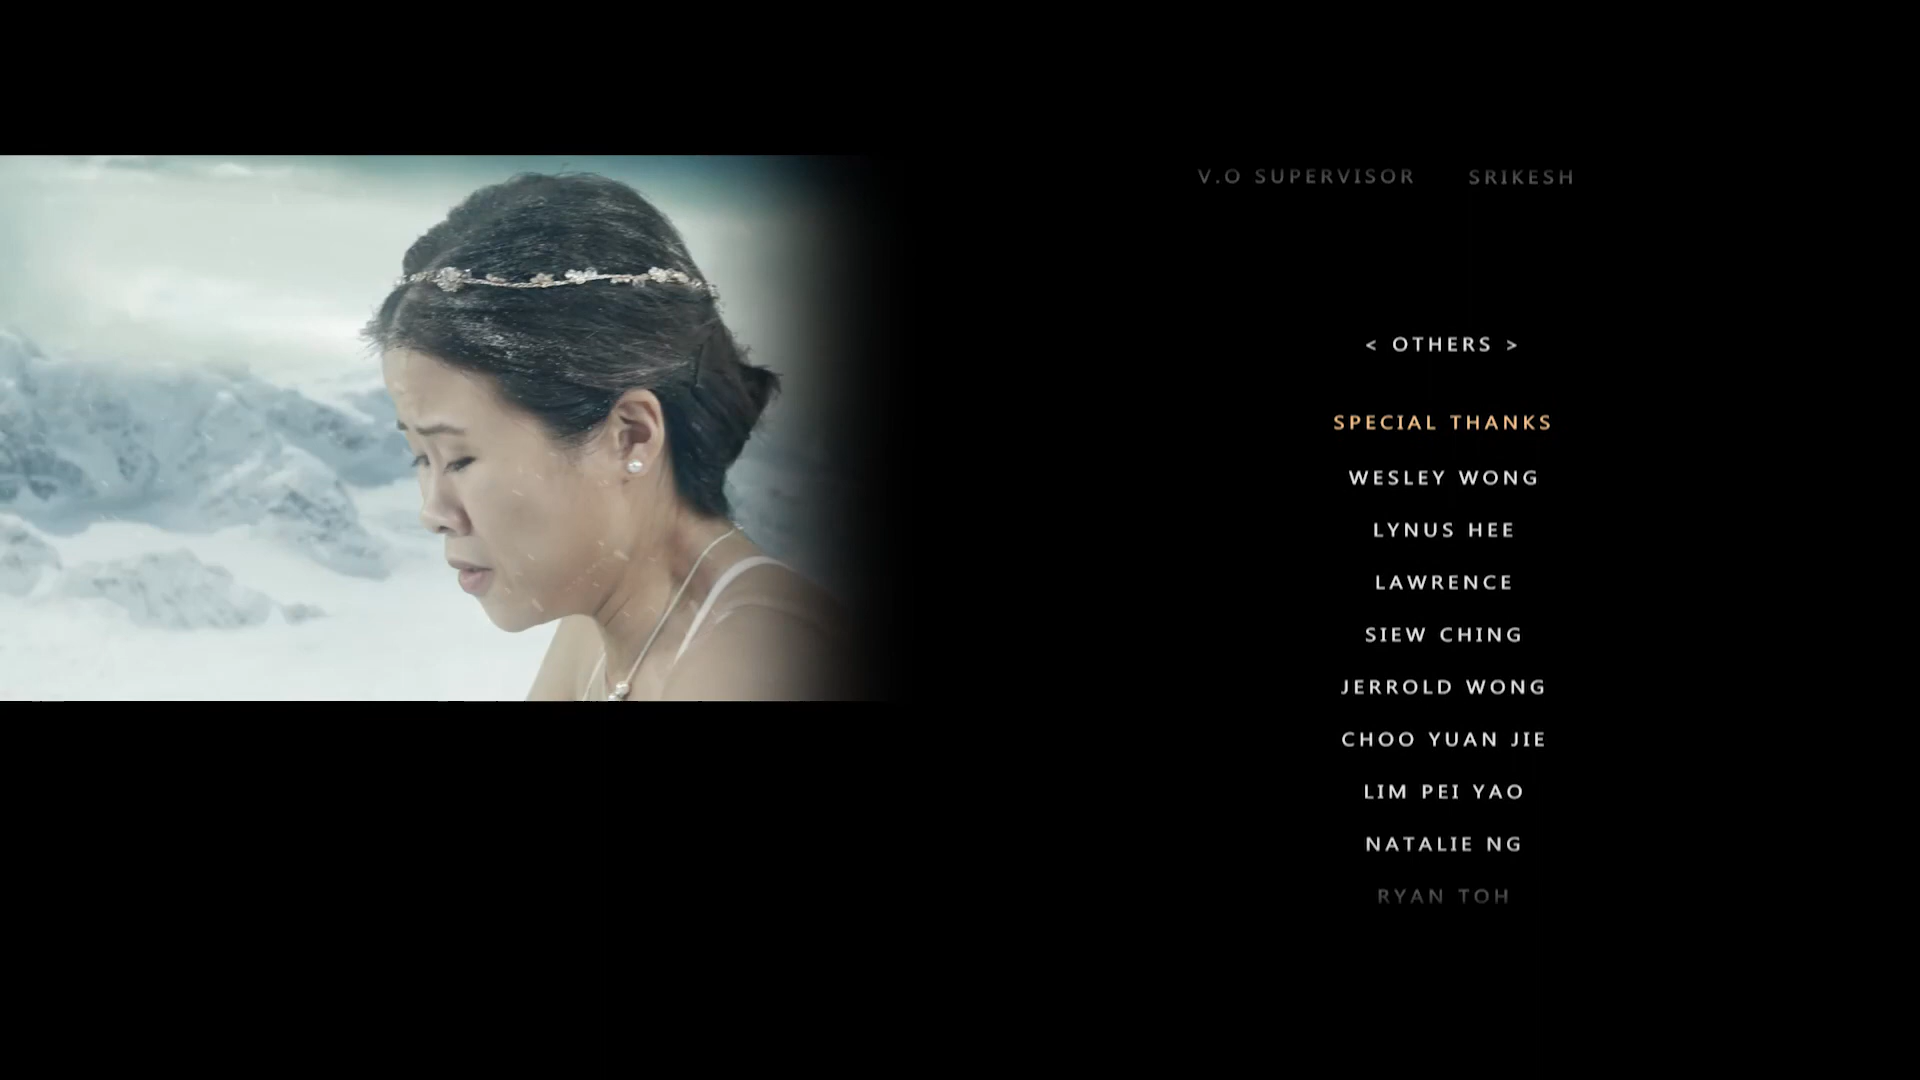 V.O SUPERVISOR SRIKESH
< OTHERS >
SPECIAL THANKS
WESLEY WONG
LYNUS HEE
LAWRENCE
SIEW CHING
JERROLD WONG
CHOO YUAN JIE
LIM PEI YAO
NATALIE NG
RYAN TOH